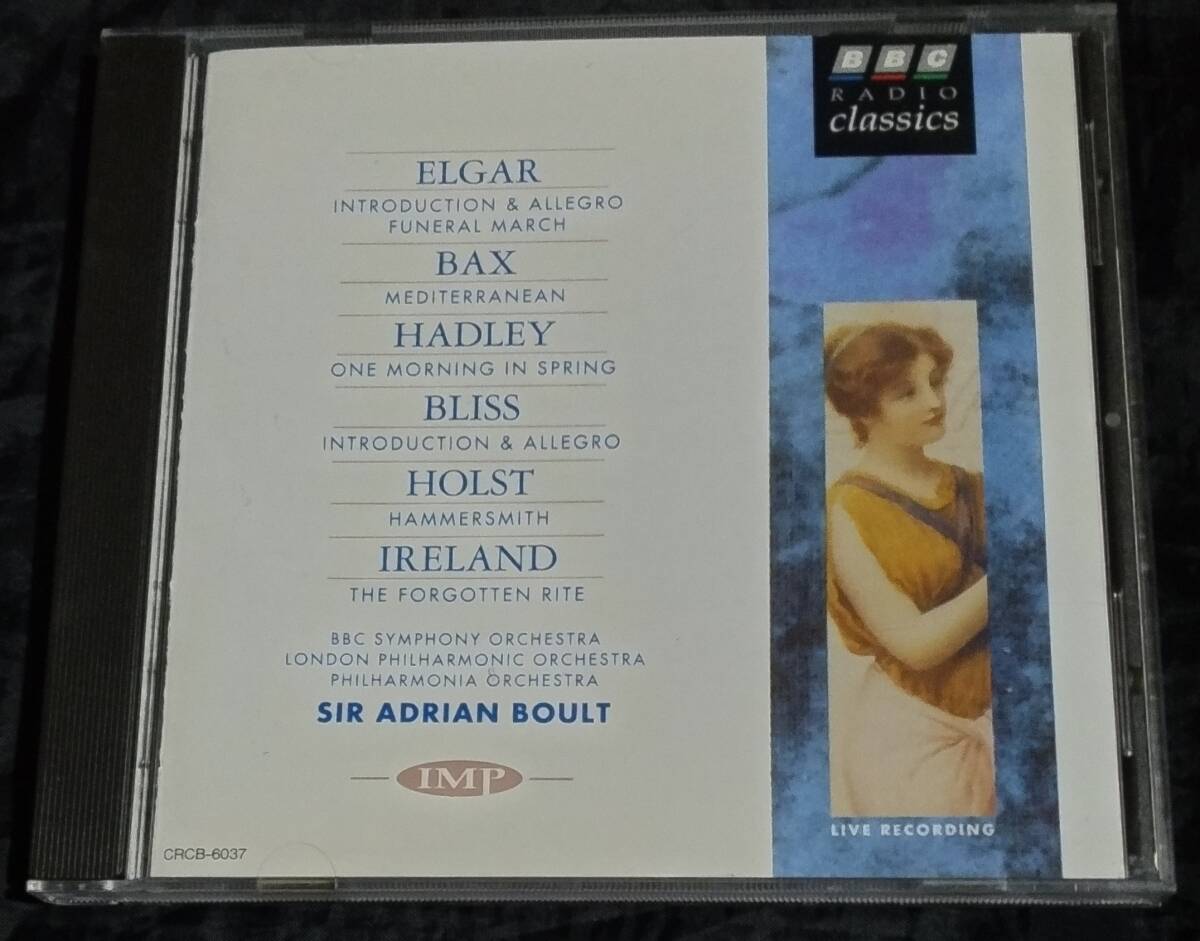 BBC
RADIO
classics
ELGAR
INTRODUCTION & ALLEGRO
FUNERAL MARCH
BAX
MEDITERRANEAN
HADLEY
ONE MORNING IN SPRING
BLISS
INTRODUCTION & ALLEGRO
HOLST
HAMMERSMITH
IRELAND
THE FORGOTTEN RITE
BBC SYMPHONY ORCHESTRA
LONDON PHILHARMONIC ORCHESTRA
PHILHARMONIA ORCHESTRA
SIR ADRIAN BOULT
IMP
LIVE RECORDING
CRCB-6037